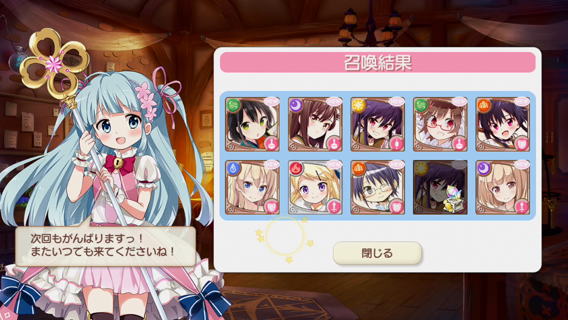 召喚結果
次回もがんばりますっ！
またいつでも来てくださいね！
閉じる